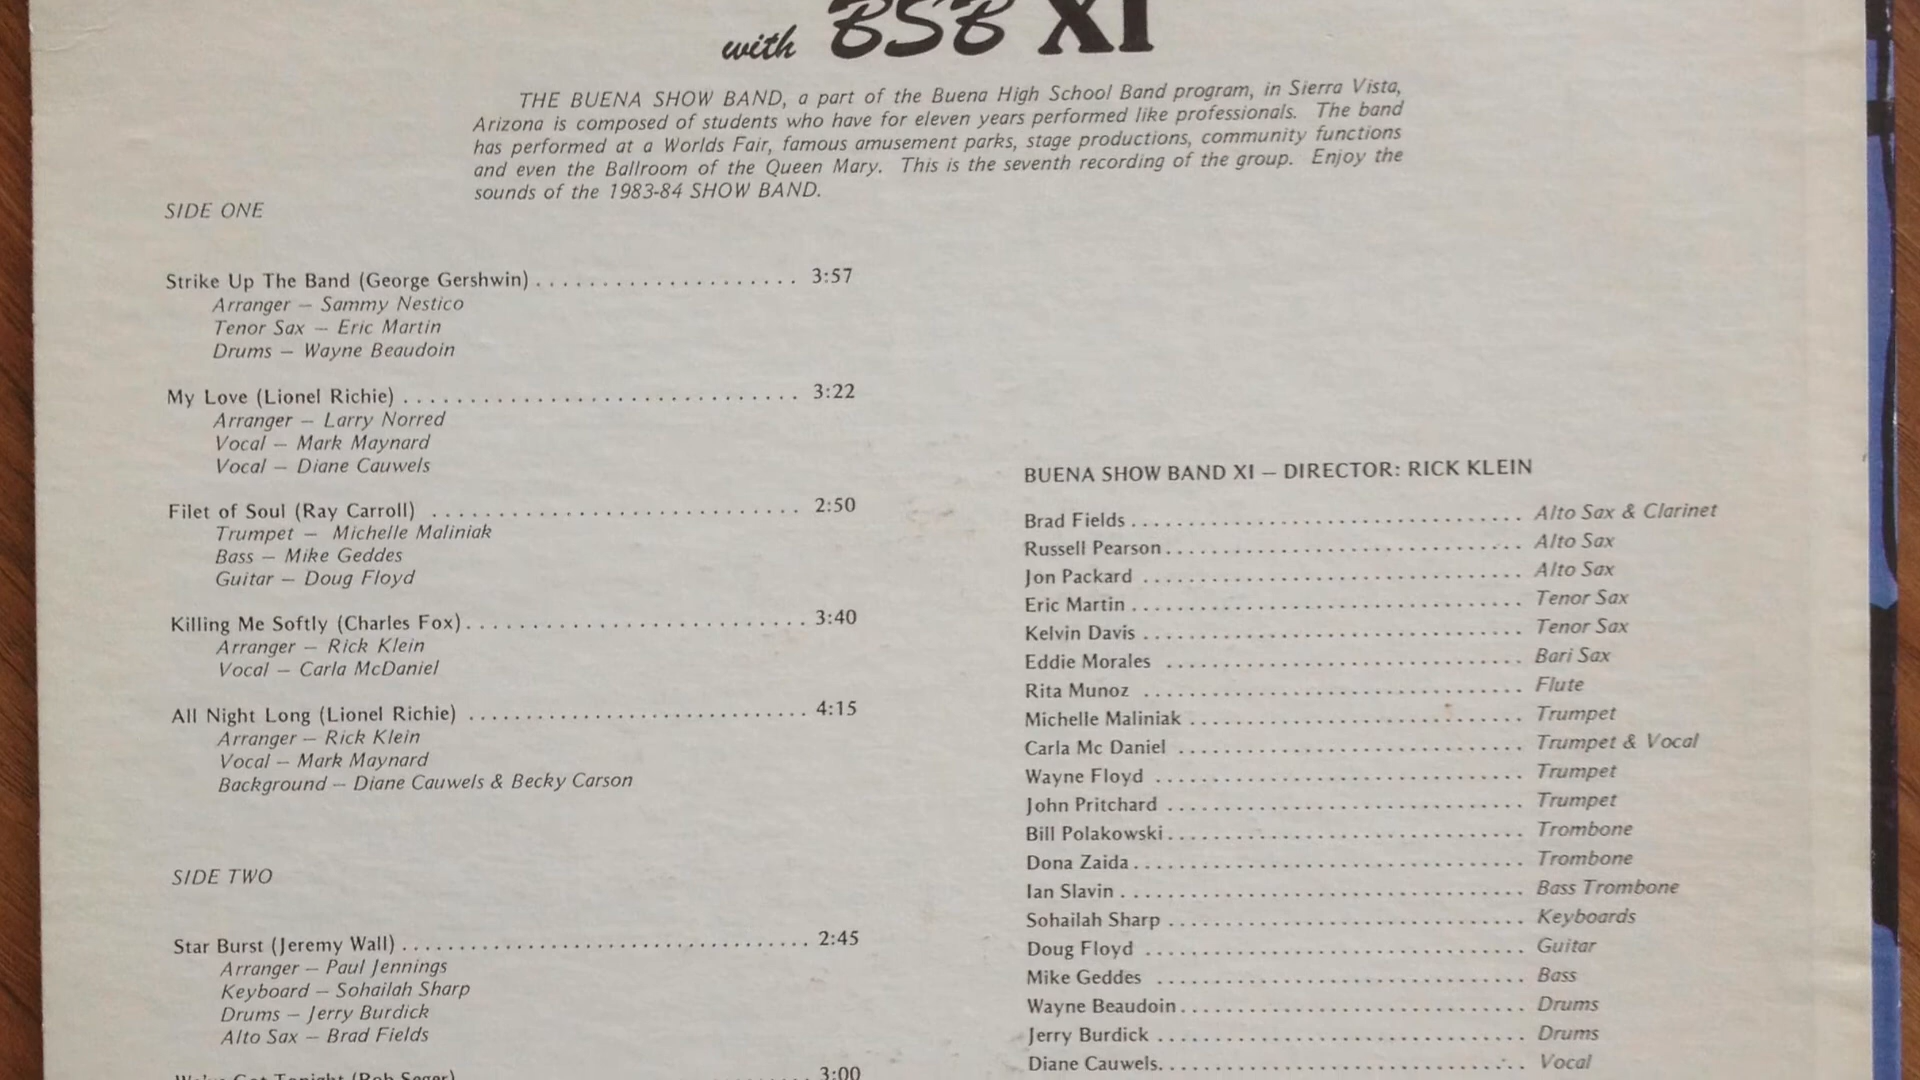 with BSB XI
THE BUENA SHOW BAND, a part of the Buena High School Band program, in Sierra Vista,
Arizona is composed of students who have for eleven years performed like professionals. The band
has performed at a Worlds Fair, famous amusement parks, stage productions, community functions
and even the Ballroom of the Queen Mary. This is the seventh recording of the group. Enjoy the
sounds of the 1983-84 SHOW BAND.
SIDE ONE
Strike Up The Band (George Gershwin) . . . . . . . . . . . . . . . . . . . . 3:57
Arranger – Sammy Nestico
Tenor Sax – Eric Martin
Drums – Wayne Beaudoin
My Love (Lionel Richie) . . . . . . . . . . . . . . . . . . . . . . . . . . . . . . 3:22
Arranger – Larry Norred
Vocal – Mark Maynard
Vocal – Diane Cauwels
Filet of Soul (Ray Carroll) . . . . . . . . . . . . . . . . . . . . . . . . . . . . 2:50
Trumpet – Michelle Maliniak
Bass – Mike Geddes
Guitar – Doug Floyd
Killing Me Softly (Charles Fox) . . . . . . . . . . . . . . . . . . . . . . . . . . 3:40
Arranger – Rick Klein
Vocal – Carla McDaniel
All Night Long (Lionel Richie) . . . . . . . . . . . . . . . . . . . . . . . . . . 4:15
Arranger – Rick Klein
Vocal – Mark Maynard
Background – Diane Cauwels & Becky Carson
SIDE TWO
Star Burst (Jeremy Wall) . . . . . . . . . . . . . . . . . . . . . . . . . . . . . . . 2:45
Arranger – Paul Jennings
Keyboard – Sohailah Sharp
Drums – Jerry Burdick
Alto Sax – Brad Fields
We've Got Tonight (Bob Seger) . . . . . . . . . . . . . . . . . . . . . . . . . . 3:00
BUENA SHOW BAND XI – DIRECTOR: RICK KLEIN
Brad Fields . . . . . . . . . . . . . . . . . . . . . . . . . . . . . . Alto Sax & Clarinet
Russell Pearson . . . . . . . . . . . . . . . . . . . . . . . . . . . Alto Sax
Jon Packard . . . . . . . . . . . . . . . . . . . . . . . . . . . . . Alto Sax
Eric Martin . . . . . . . . . . . . . . . . . . . . . . . . . . . . . . Tenor Sax
Kelvin Davis . . . . . . . . . . . . . . . . . . . . . . . . . . . . . Tenor Sax
Eddie Morales . . . . . . . . . . . . . . . . . . . . . . . . . . . Bari Sax
Rita Munoz . . . . . . . . . . . . . . . . . . . . . . . . . . . . . Flute
Michelle Maliniak . . . . . . . . . . . . . . . . . . . . . . . . . Trumpet
Carla Mc Daniel . . . . . . . . . . . . . . . . . . . . . . . . . . Trumpet & Vocal
Wayne Floyd . . . . . . . . . . . . . . . . . . . . . . . . . . . . Trumpet
John Pritchard . . . . . . . . . . . . . . . . . . . . . . . . . . . Trumpet
Bill Polakowski . . . . . . . . . . . . . . . . . . . . . . . . . . . Trombone
Dona Zaida . . . . . . . . . . . . . . . . . . . . . . . . . . . . . Trombone
Ian Slavin . . . . . . . . . . . . . . . . . . . . . . . . . . . . . . Bass Trombone
Sohailah Sharp . . . . . . . . . . . . . . . . . . . . . . . . . . . Keyboards
Doug Floyd . . . . . . . . . . . . . . . . . . . . . . . . . . . . . Guitar
Mike Geddes . . . . . . . . . . . . . . . . . . . . . . . . . . . . Bass
Wayne Beaudoin . . . . . . . . . . . . . . . . . . . . . . . . . . Drums
Jerry Burdick . . . . . . . . . . . . . . . . . . . . . . . . . . . . Drums
Diane Cauwels . . . . . . . . . . . . . . . . . . . . . . . . . . . Vocal